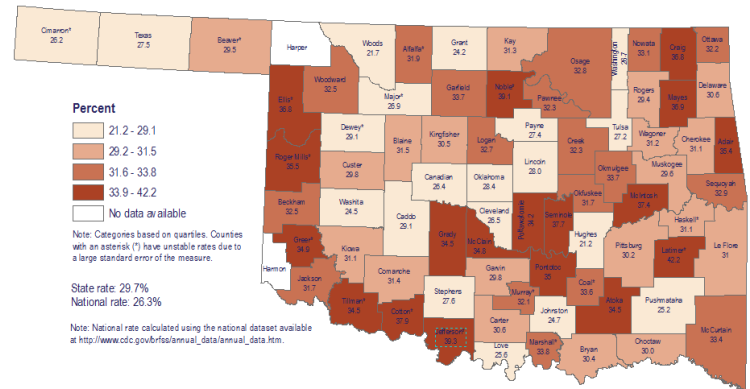 Cimarron*
26.2
Texas
27.5
Beaver*
29.5
Harper
Woods
21.7
Alfalfa*
31.9
Grant
24.2
Kay
31.3
Osage
32.8
Washington
Nowata
33.1
Craig
36.8
Ottawa
32.2
Ellis*
Woodward
32.5
Major*
26.9
Garfield
33.7
Noble*
39.1
Pawnee
32.3
Rogers
29.4
Mayes
36.9
Delaware
30.6
Percent
21.2 - 29.1
29.2 - 31.5
31.6 - 33.8
33.9 - 42.2
No data available
Note: Categories based on quartiles. Counties
with an asterisk (*) have unstable rates due to
a large standard error of the measure.
State rate: 29.7%
National rate: 26.3%
Note: National rate calculated using the national dataset available
at http://www.cdc.gov/brfss/annual_data/annual_data.htm.
Dewey*
29.1
Blaine
31.5
Kingfisher
30.5
Logan
32.7
Payne
27.4
Creek
32.3
Tulsa
27.2
Wagoner
31.2
Cherokee
31.1
Adair
Roger Mills*
Custer
29.8
Canadian
26.4
Oklahoma
28.4
Lincoln
28.0
Okmulgee
33.7
Muskogee
29.6
Sequoyah
32.9
Beckham
32.5
Washita
24.5
Caddo
29.1
Cleveland
26.5
Pottawatomie
34.2
Seminole
37.7
Okfuskee
31.7
McIntosh
37.4
Haskell*
31.1
Greer*
34.9
Kiowa
31.1
Grady
34.5
McClain
34.8
Hughes
21.2
Pittsburg
30.2
Latimer*
42.2
Le Flore
31
Harmon
Jackson
31.7
Comanche
31.4
Garvin
29.8
Pontotoc
35
Coal*
33.6
Tillman*
34.5
Cotton*
37.9
Stephens
27.6
Murray*
32.1
Johnston
24.7
Atoka
34.5
Pushmataha
25.2
McCurtain
33.4
Jefferson*
39.3
Carter
30.6
Love
25.6
Marshall*
33.8
Bryan
30.4
Choctaw
30.0